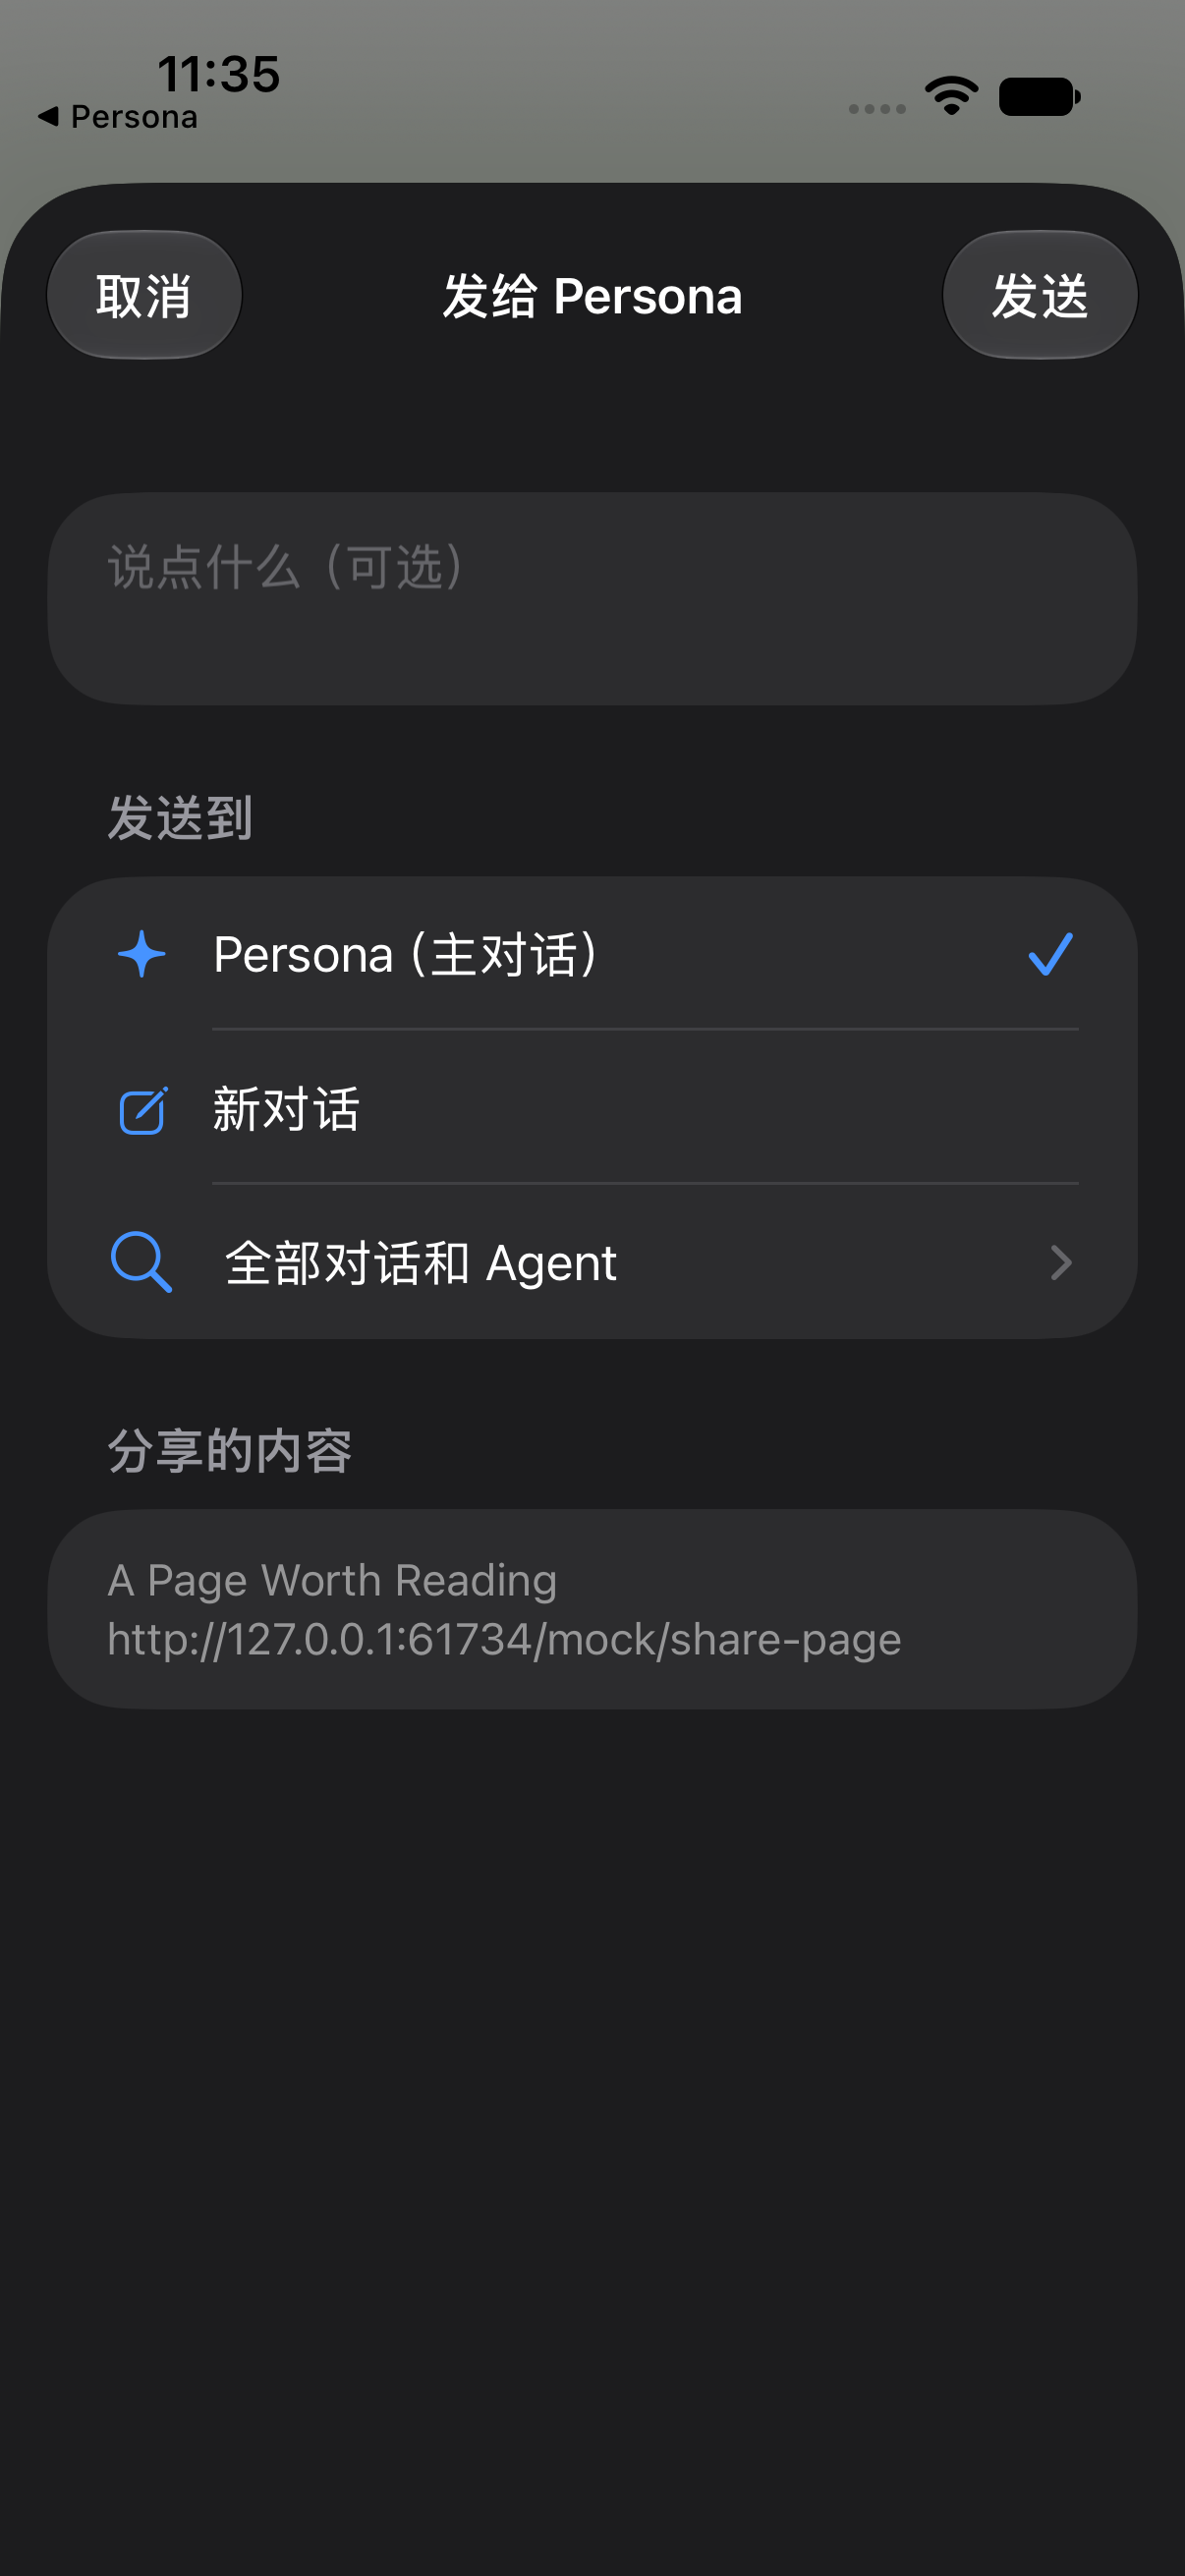 11:35
◀ Persona
取消
发给 Persona
发送
说点什么（可选）
发送到
Persona（主对话）
新对话
全部对话和 Agent
分享的内容
A Page Worth Reading
http://127.0.0.1:61734/mock/share-page